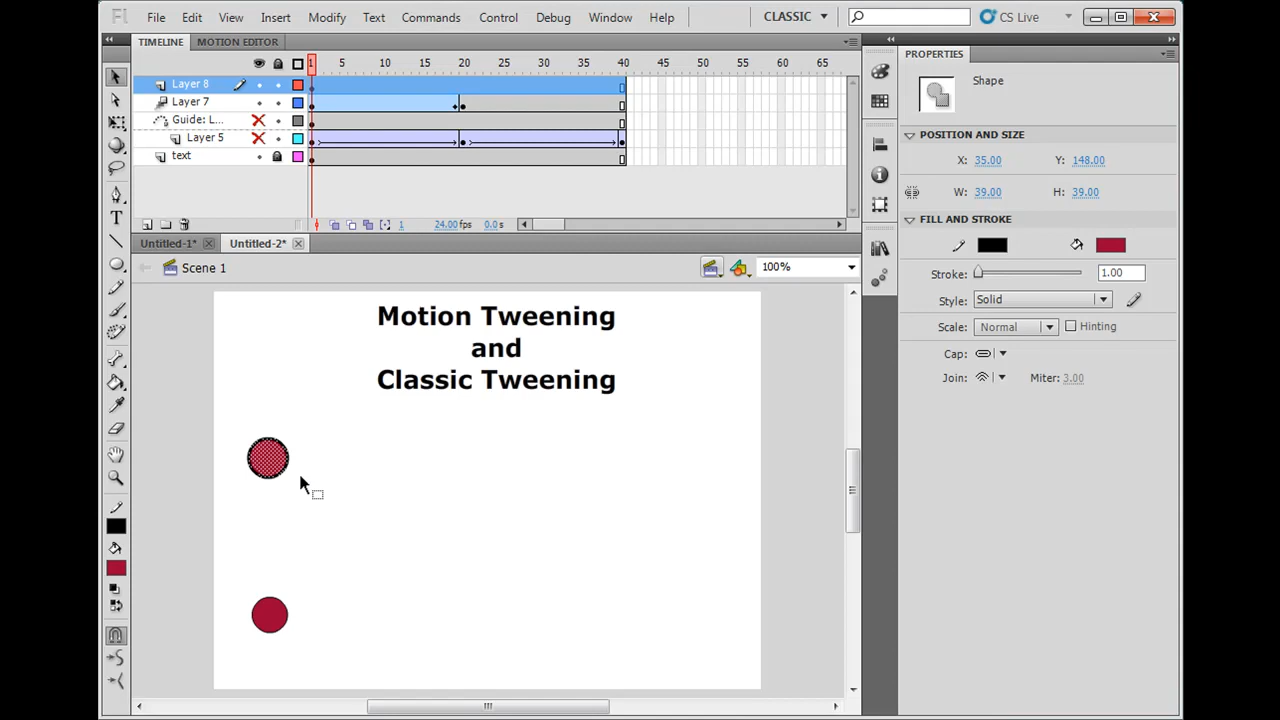 Fl File Edit View Insert Modify Text Commands Control Debug Window Help CLASSIC CS Live
TIMELINE MOTION EDITOR
1 5 10 15 20 25 30 35 40 45 50 55 60 65
Layer 8
Layer 7
Guide: L...
Layer 5
text
1 24.00fps 0.0s
Untitled-1* Untitled-2*
Scene 1 100%
Motion Tweening
and
Classic Tweening
PROPERTIES
Shape
POSITION AND SIZE
X: 35.00 Y: 148.00
W: 39.00 H: 39.00
FILL AND STROKE
Stroke: 1.00
Style: Solid
Scale: Normal Hinting
Cap:
Join: Miter: 3.00